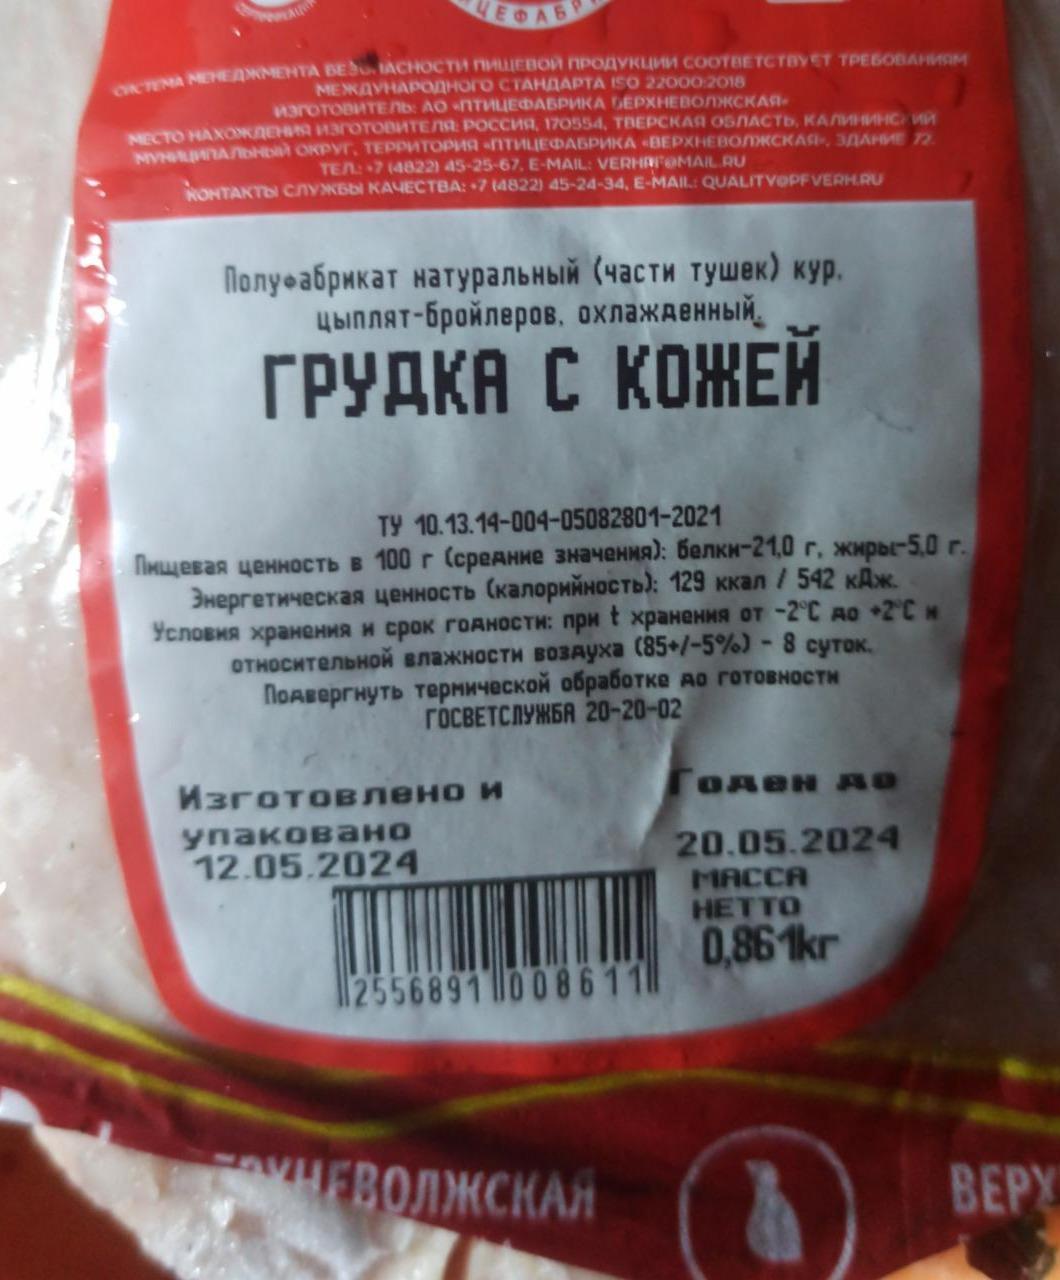 СЕРТИФИКАЦИЯ
СИСТЕМА МЕНЕДЖМЕНТА БЕЗОПАСНОСТИ ПИЩЕВОЙ ПРОДУКЦИИ СООТВЕТСТВУЕТ ТРЕБОВАНИЯМ
МЕЖДУНАРОДНОГО СТАНДАРТА ISO 22000:2018
ИЗГОТОВИТЕЛЬ: АО «ПТИЦЕФАБРИКА ВЕРХНЕВОЛЖСКАЯ»
МЕСТО НАХОЖДЕНИЯ ИЗГОТОВИТЕЛЯ: РОССИЯ, 170554, ТВЕРСКАЯ ОБЛАСТЬ, КАЛИНИНСКИЙ
МУНИЦИПАЛЬНЫЙ ОКРУГ, ТЕРРИТОРИЯ «ПТИЦЕФАБРИКА «ВЕРХНЕВОЛЖСКАЯ», ЗДАНИЕ 72.
ТЕЛ.: +7 (4822) 45-25-67, E-MAIL: VERHPF@MAIL.RU
КОНТАКТЫ СЛУЖБЫ КАЧЕСТВА: +7 (4822) 45-24-34, E-MAIL: QUALITY@PFVERH.RU
Полуфабрикат натуральный (части тушек) кур,
цыплят-бройлеров, охлажденный.
ГРУДКА С КОЖЕЙ
ТУ 10.13.14-004-05082801-2021
Пищевая ценность в 100 г (средние значения): белки-21,0 г, жиры-5,0 г.
Энергетическая ценность (калорийность): 129 ккал / 542 кДж.
Условия хранения и срок годности: при t хранения от -2°С до +2°С и
относительной влажности воздуха (85+/-5%) - 8 суток.
Подвергнуть термической обработке до готовности
ГОСВЕТСЛУЖБА 20-20-02
Изготовлено и
упаковано
12.05.2024
Годен до
20.05.2024
МАССА
НЕТТО
0,861кг
2556891 008611
ВЕРХНЕВОЛЖСКАЯ
ВЕРХ